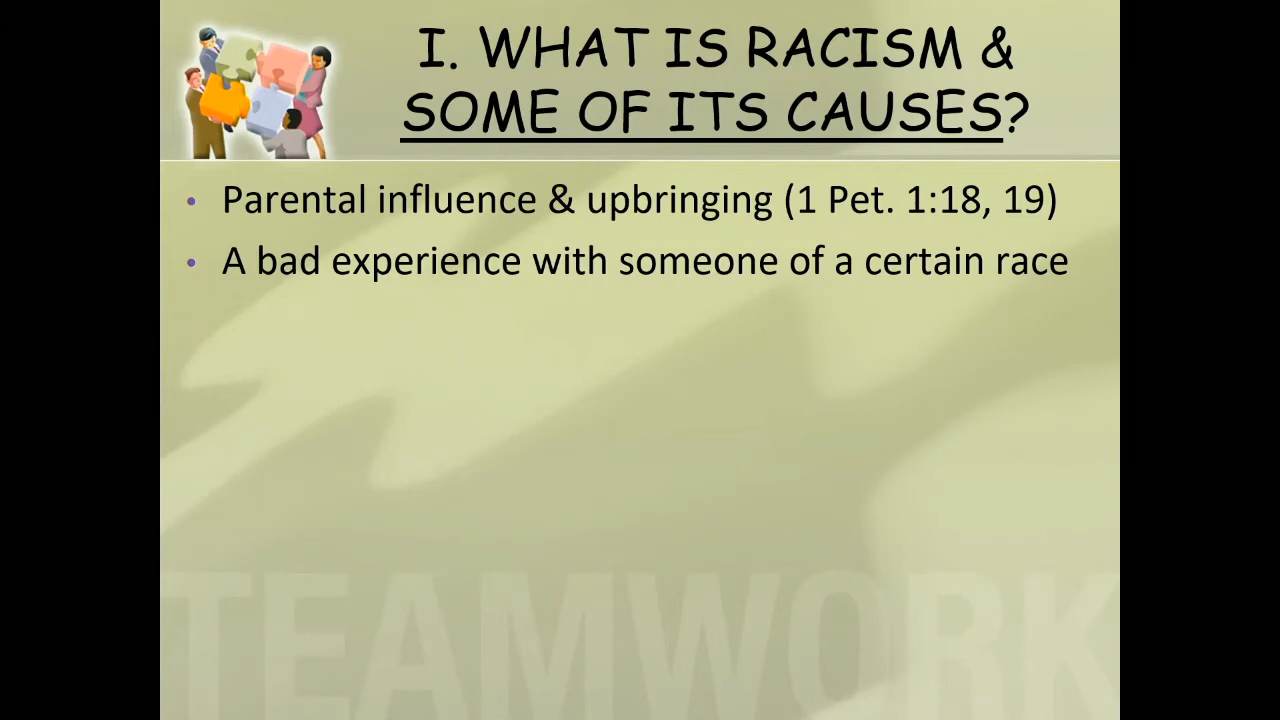 I. WHAT IS RACISM &
SOME OF ITS CAUSES?
• Parental influence & upbringing (1 Pet. 1:18, 19)
• A bad experience with someone of a certain race
TEAMWORK